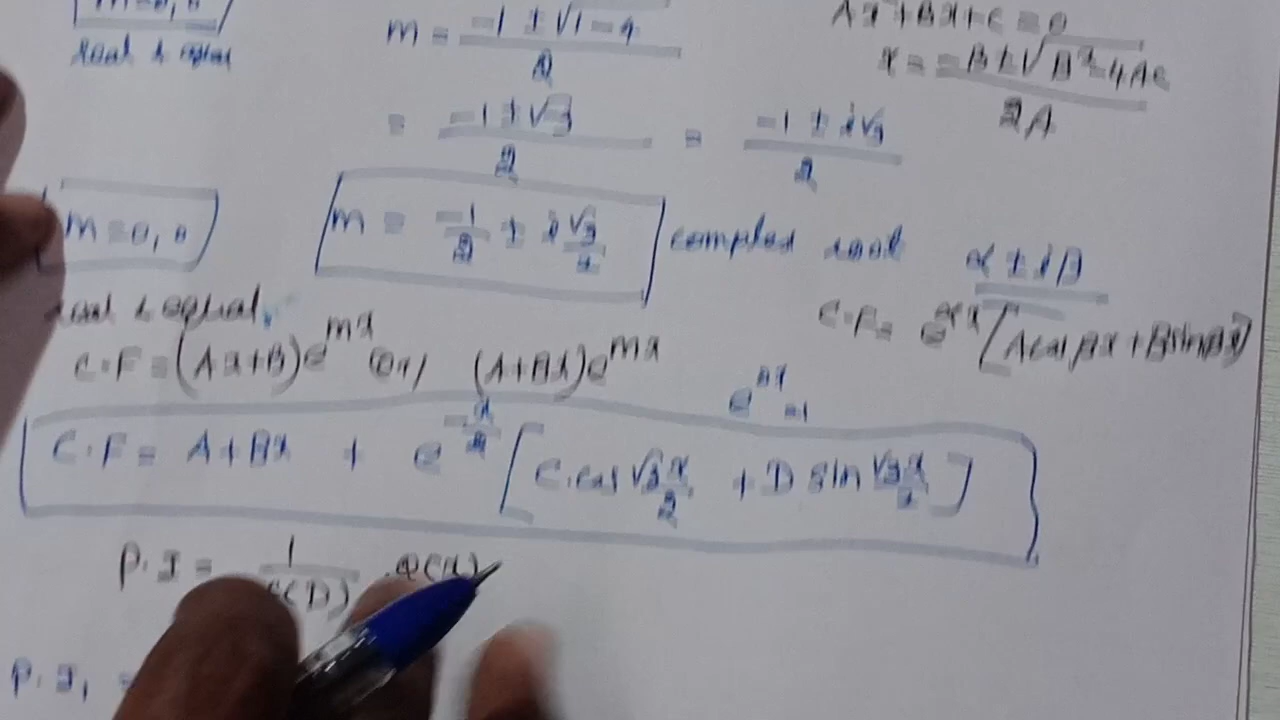 m = 0, 0
real & equal
m = -1 ± √1-4 / 2
Ax² + Bx + C = 0
x = -B ± √B²-4AC / 2A
= -1 ± √3 / 2 = -1 ± i√3 / 2
m = 0, 0
m = -1/2 ± i √3/2 complex root
α ± iβ
real & equal.
C.F = e^αx [A cos βx + B sin βx]
C.F = (Ax+B)e^mx (or) (A+Bx)e^mx
e^0x = 1
C.F = A+Bx + e^-x/2 [C.cos √3x/2 + D sin √3x/2]
P.I = 1/f(D) . Q(x)
P.I₁ =